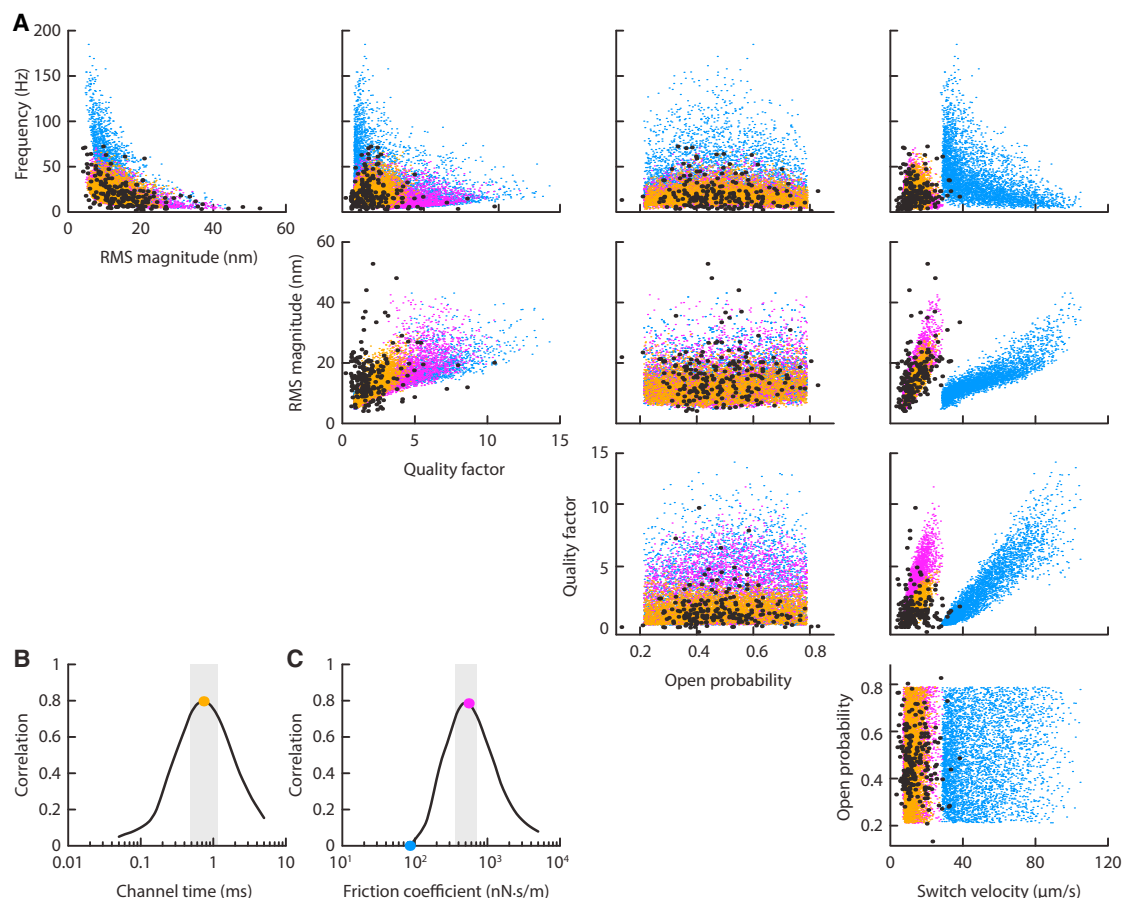 A
200
150
100
50
0
Frequency (Hz)
0 20 40 60
RMS magnitude (nm)
60
40
20
0
RMS magnitude (nm)
0 5 10 15
Quality factor
15
10
5
0
Quality factor
0.2 0.4 0.6 0.8
Open probability
0.8
0.6
0.4
0.2
Open probability
0 40 80 120
Switch velocity (μm/s)
B
1
0.8
0.6
0.4
0.2
0
Correlation
0.01 0.1 1 10
Channel time (ms)
C
1
0.8
0.6
0.4
0.2
0
Correlation
10¹ 10² 10³ 10⁴
Friction coefficient (nN·s/m)